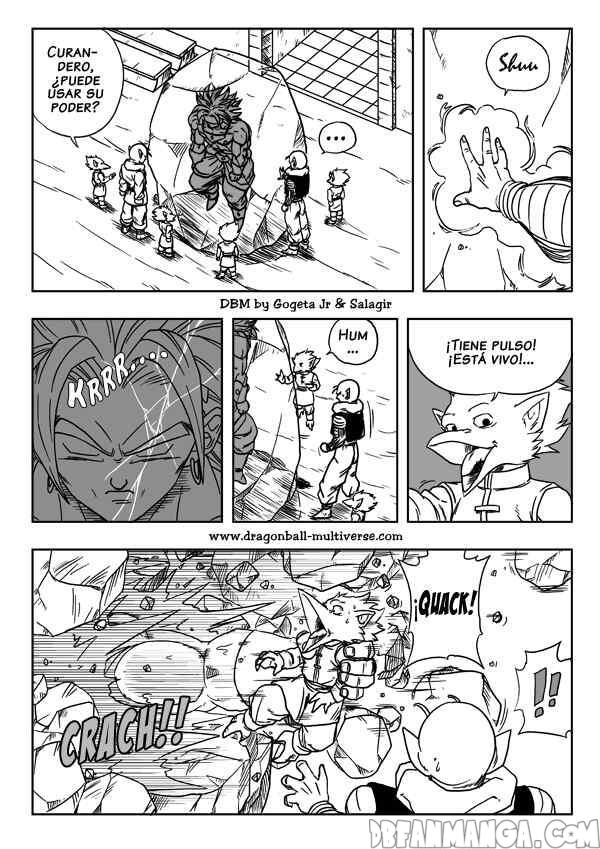 CURAN-
DERO,
¿PUEDE
USAR SU
PODER?
...
Shuu
DBM by Gogeta Jr & Salagir
KRRR....
HUM
...
¡TIENE PULSO!
¡ESTÁ VIVO!...
www.dragonball-multiverse.com
¡QUACK!
!!
CRACH!!
DBFANMANGA.COM